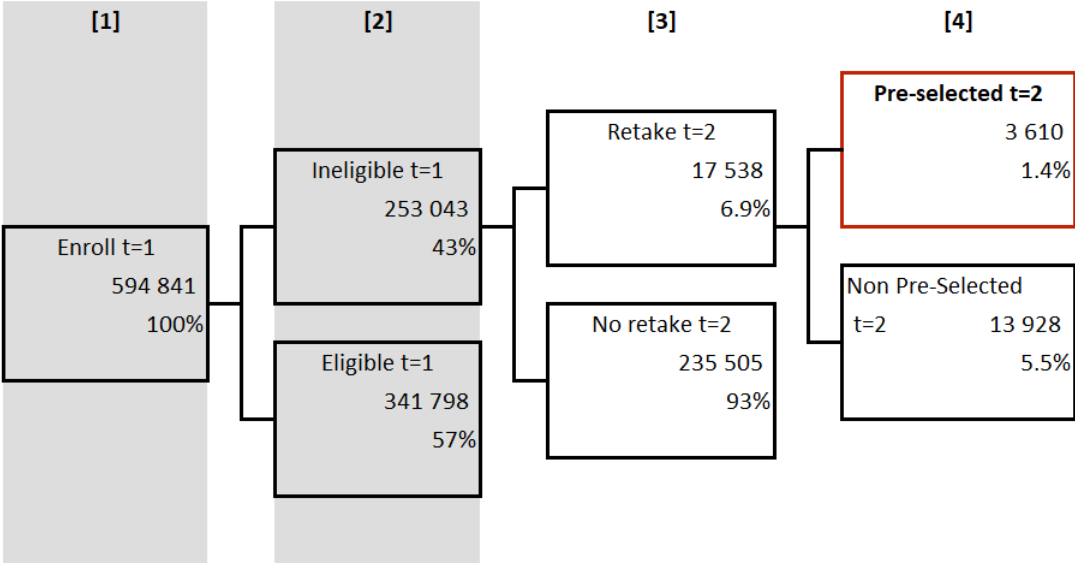 [1]
[2]
[3]
[4]
Enroll t=1
594 841
100%
Ineligible t=1
253 043
43%
Eligible t=1
341 798
57%
Retake t=2
17 538
6.9%
No retake t=2
235 505
93%
Pre-selected t=2
3 610
1.4%
Non Pre-Selected
t=2 13 928
5.5%